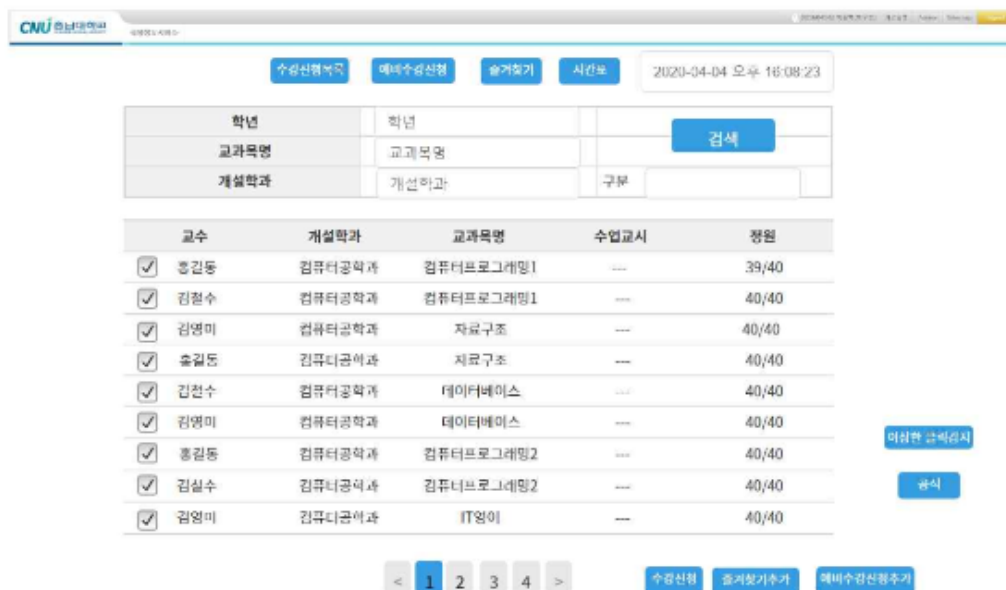 CNU 충남대학교
수강신청목록 예비수강신청 즐겨찾기 시간표 2020-04-04 오후 16:08:23
학년 학년 검색
교과목명 교과목명
개설학과 개설학과 구분
교수 개설학과 교과목명 수업교시 정원
홍길동 컴퓨터공학과 컴퓨터프로그래밍1 --- 39/40
김철수 컴퓨터공학과 컴퓨터프로그래밍1 --- 40/40
김영미 컴퓨터공학과 자료구조 --- 40/40
홍길동 컴퓨터공학과 자료구조 --- 40/40
김철수 컴퓨터공학과 데이터베이스 --- 40/40
김영미 컴퓨터공학과 데이터베이스 --- 40/40
홍길동 컴퓨터공학과 컴퓨터프로그래밍2 --- 40/40
이상한 클릭감지
컴퓨터공학과 컴퓨터프로그래밍2 --- 40/40
공식
김영미 컴퓨터공학과 IT영어 --- 40/40
< 1 2 3 4 > 수강신청 즐겨찾기추가 예비수강신청추가